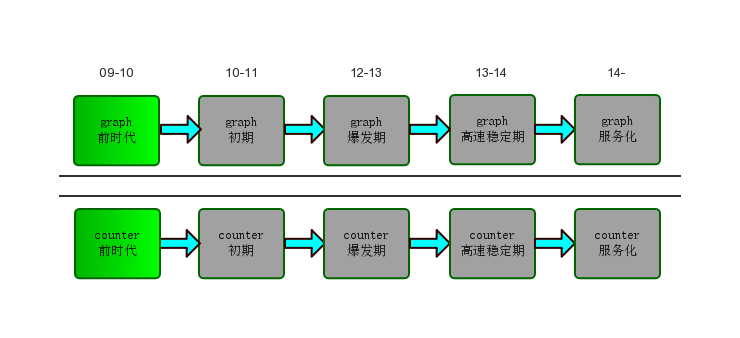 09-10 10-11 12-13 13-14 14-
graph graph graph graph graph
前时代 初期 爆发期 高速稳定期 服务化
counter counter counter counter counter
前时代 初期 爆发期 高速稳定期 服务化